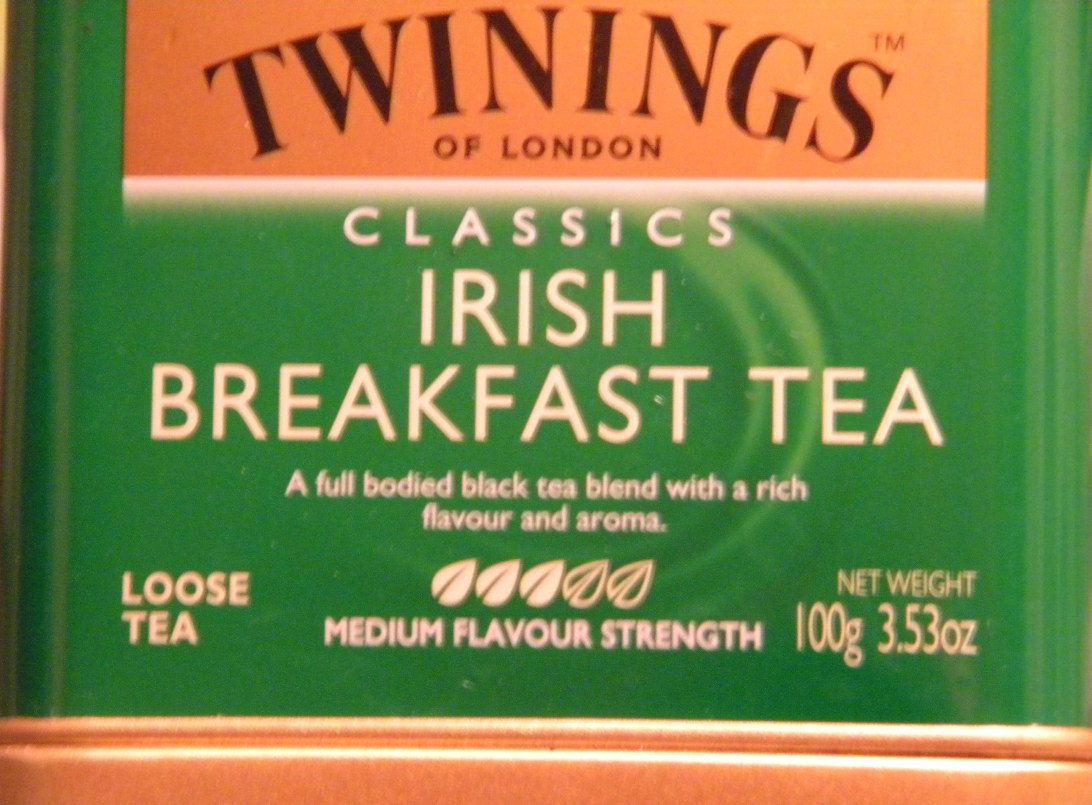 TWININGS™
OF LONDON
CLASSICS
IRISH
BREAKFAST TEA
A full bodied black tea blend with a rich
flavour and aroma.
LOOSE
TEA
MEDIUM FLAVOUR STRENGTH
NET WEIGHT
100g 3.53oz